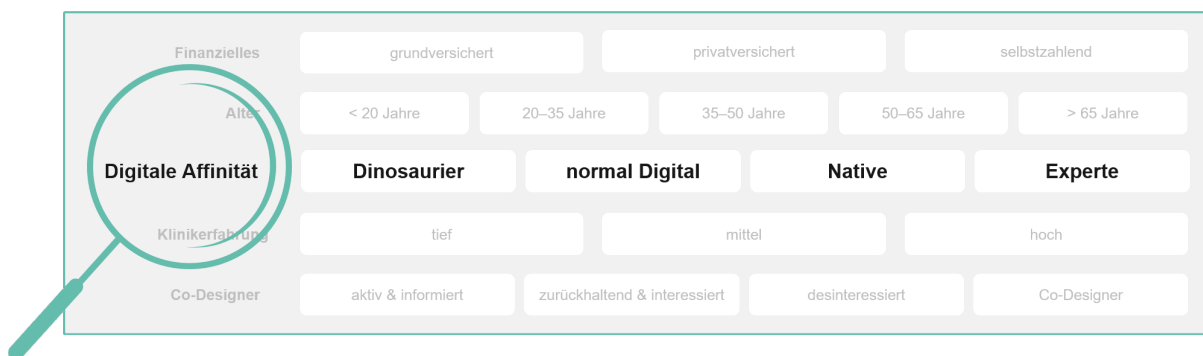 Finanzielles grundversichert privatversichert selbstzahlend
Alter < 20 Jahre 20–35 Jahre 35–50 Jahre 50–65 Jahre > 65 Jahre
Digitale Affinität Dinosaurier normal Digital Native Experte
Klinikerfahrung tief mittel hoch
Co-Designer aktiv & informiert zurückhaltend & interessiert desinteressiert Co-Designer